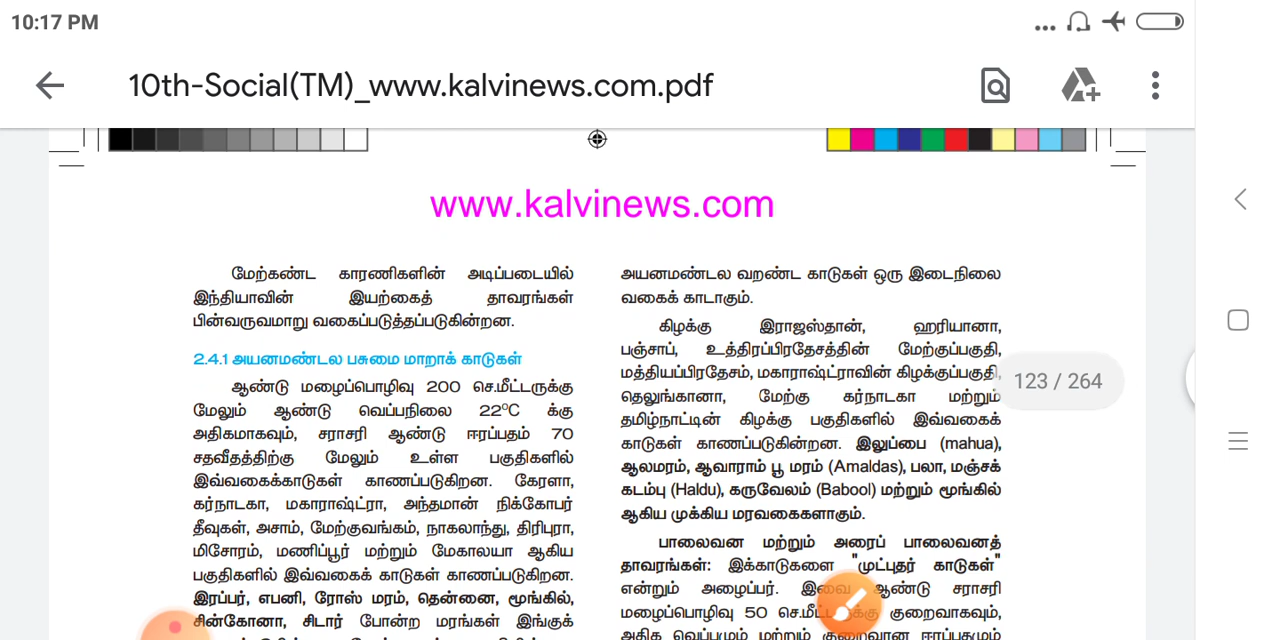 10:17 PM
10th-Social(TM)_www.kalvinews.com.pdf
www.kalvinews.com
மேற்கண்ட காரணிகளின் அடிப்படையில்
இந்தியாவின் இயற்கைத் தாவரங்கள்
பின்வருவமாறு வகைப்படுத்தப்படுகின்றன.
2.4.1 அயனமண்டல பசுமை மாறாக் காடுகள்
ஆண்டு மழைப்பொழிவு 200 செ.மீட்டருக்கு
மேலும் ஆண்டு வெப்பநிலை 22⁰C க்கு
அதிகமாகவும், சராசரி ஆண்டு ஈரப்பதம் 70
சதவீதத்திற்கு மேலும் உள்ள பகுதிகளில்
இவ்வகைக்காடுகள் காணப்படுகிறன. கேரளா,
கர்நாடகா, மகாராஷ்ட்ரா, அந்தமான் நிக்கோபர்
தீவுகள், அசாம், மேற்குவங்கம், நாகலாந்து, திரிபுரா,
மிசோரம், மணிப்பூர் மற்றும் மேகாலயா ஆகிய
பகுதிகளில் இவ்வகைக் காடுகள் காணப்படுகிறன.
இரப்பர், எபனி, ரோஸ் மரம், தென்னை, மூங்கில்,
சின்கோனா, சிடார் போன்ற மரங்கள் இங்குக்
அயனமண்டல வறண்ட காடுகள் ஒரு இடைநிலை
வகைக் காடாகும்.
கிழக்கு இராஜஸ்தான், ஹரியானா,
பஞ்சாப், உத்திரப்பிரதேசத்தின் மேற்குப்பகுதி,
மத்தியப்பிரதேசம், மகாராஷ்ட்ராவின் கிழக்குப்பகுதி,
தெலுங்கானா, மேற்கு கர்நாடகா மற்றும்
தமிழ்நாட்டின் கிழக்கு பகுதிகளில் இவ்வகைக்
காடுகள் காணப்படுகின்றன. இலுப்பை (mahua),
ஆலமரம், ஆவாராம் பூ மரம் (Amaldas), பலா, மஞ்சக்
கடம்பு (Haldu), கருவேலம் (Babool) மற்றும் மூங்கில்
ஆகிய முக்கிய மரவகைகளாகும்.
பாலைவன மற்றும் அரைப் பாலைவனத்
தாவரங்கள்: இக்காடுகளை "முட்புதர் காடுகள்"
என்றும் அழைப்பர். இவை ஆண்டு சராசரி
மழைப்பொழிவு 50 குறைவாகவும்,
அதிக வெப்பமும் மற்றும் குறைவான ஈரப்பதமும்
123 / 264